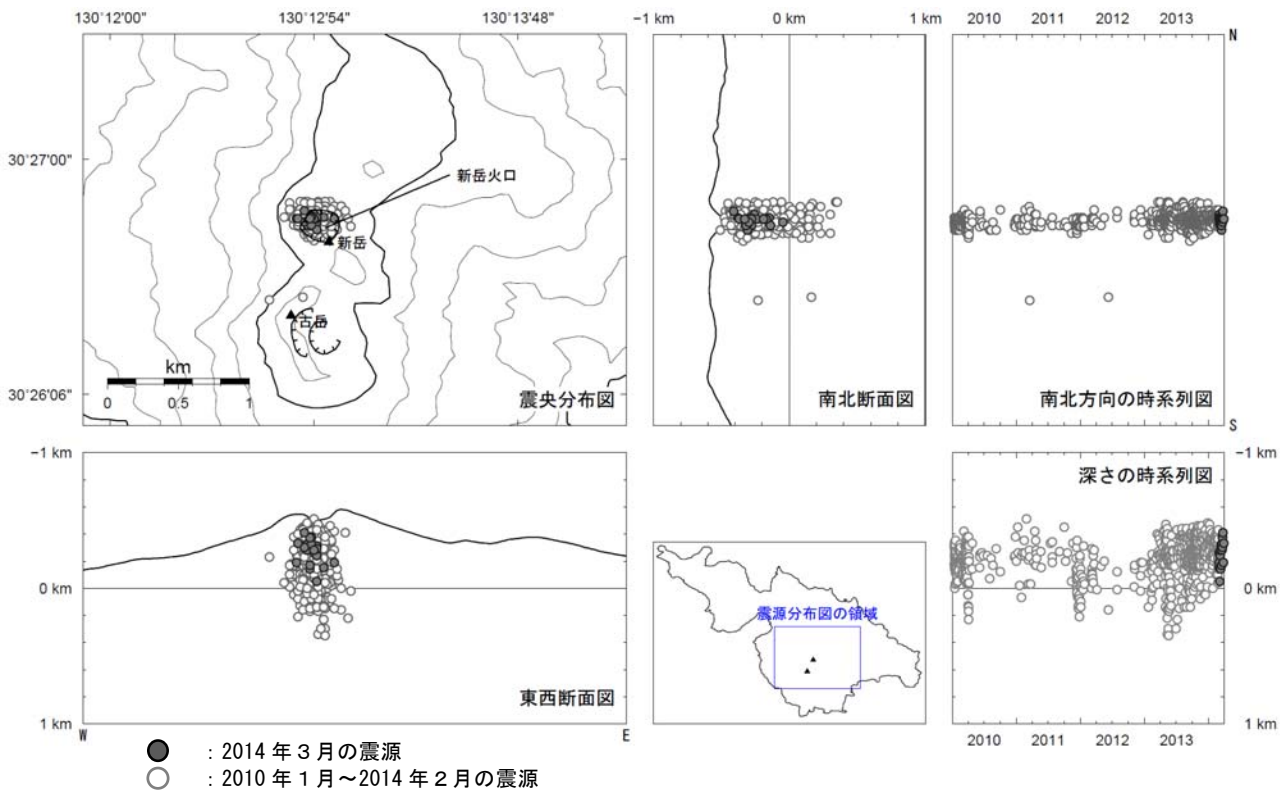 130°12'00"
130°12'54"
130°13'48"
−1 km
0 km
1 km
2010
2011
2012
2013
N
30°27'00"
30°26'06"
新岳火口
新岳
古岳
km
0
0.5
1
震央分布図
南北断面図
南北方向の時系列図
S
−1 km
0 km
1 km
W
E
東西断面図
震源分布図の領域
−1 km
0 km
1 km
深さの時系列図
2010
2011
2012
2013
：2014 年３月の震源
：2010 年１月～2014 年２月の震源